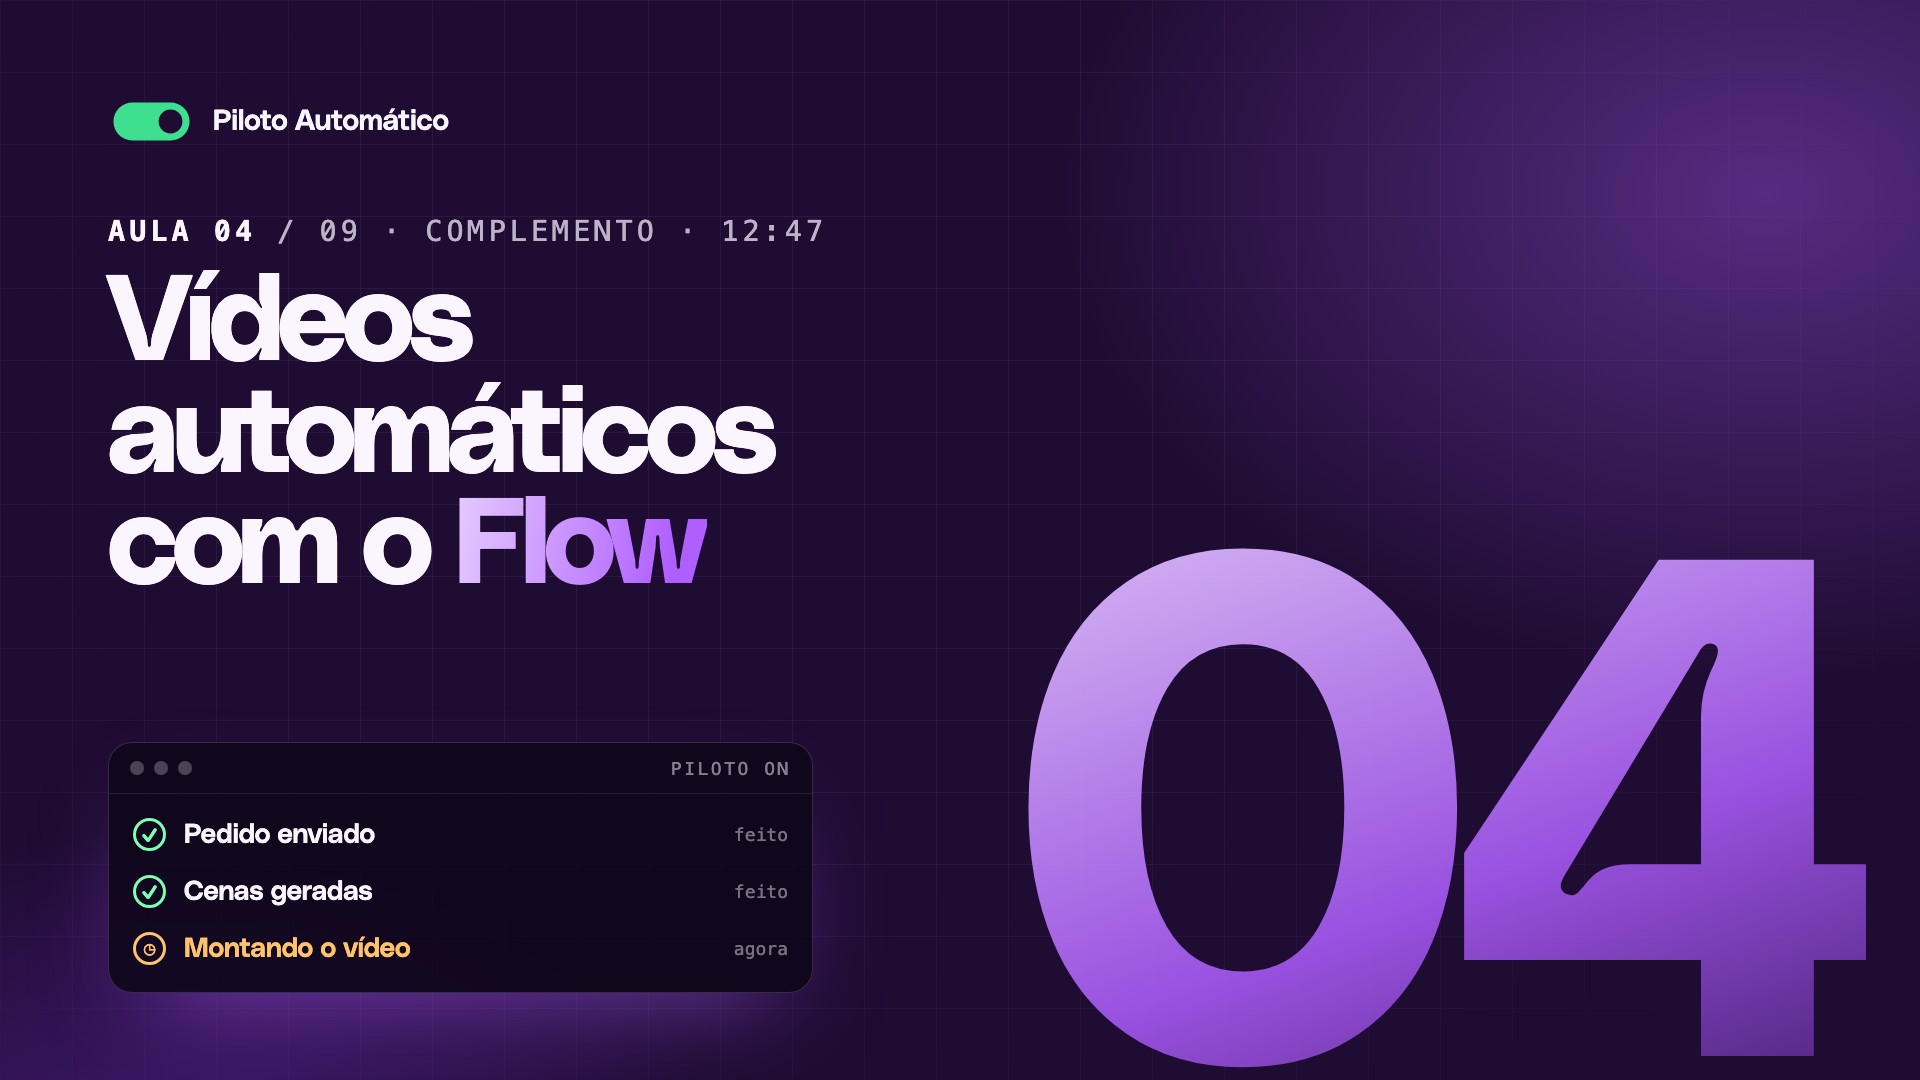 Piloto Automático
AULA 04 / 09 · COMPLEMENTO · 12:47
Vídeos
automáticos
com o Flow
PILOTO ON
Pedido enviado feito
Cenas geradas feito
Montando o vídeo agora
04